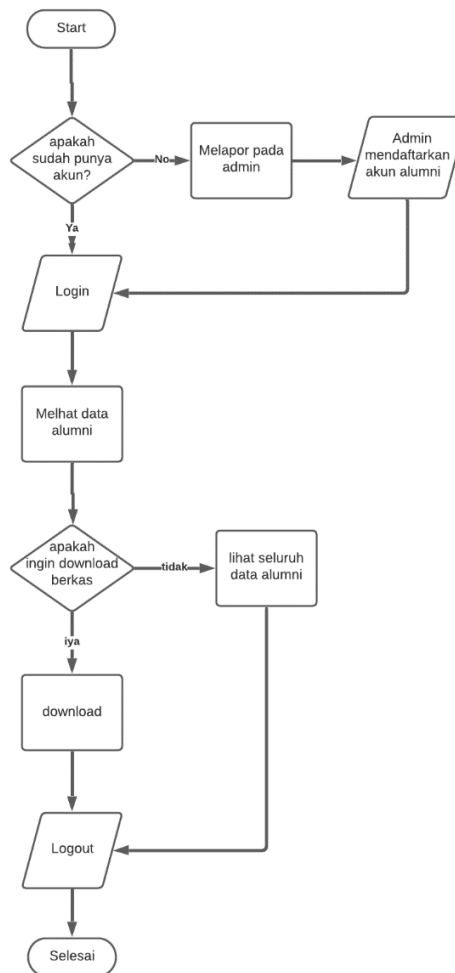 Start
apakah
sudah punya
akun?
No
Melapor pada
admin
Admin
mendaftarkan
akun alumni
Ya
Login
Melhat data
alumni
apakah
ingin download
berkas
tidak
lihat seluruh
data alumni
iya
download
Logout
Selesai